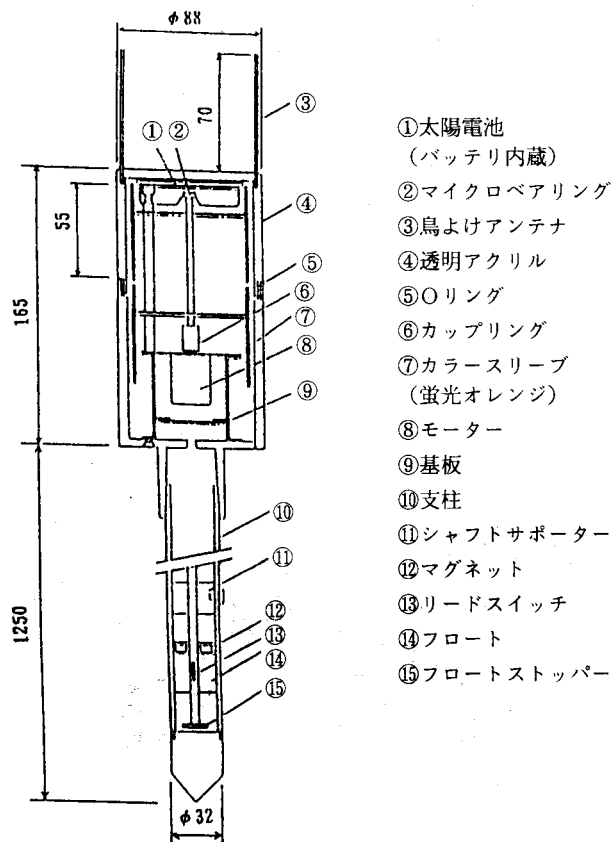 φ88
70
③
① ②
④
55
⑤
⑥
⑦
⑧
165
⑨
⑩
⑪
⑫
⑬
⑭
⑮
1250
φ32
①太陽電池
(バッテリ内蔵)
②マイクロベアリング
③鳥よけアンテナ
④透明アクリル
⑤Oリング
⑥カップリング
⑦カラースリーブ
(蛍光オレンジ)
⑧モーター
⑨基板
⑩支柱
⑪シャフトサポーター
⑫マグネット
⑬リードスイッチ
⑭フロート
⑮フロートストッパー